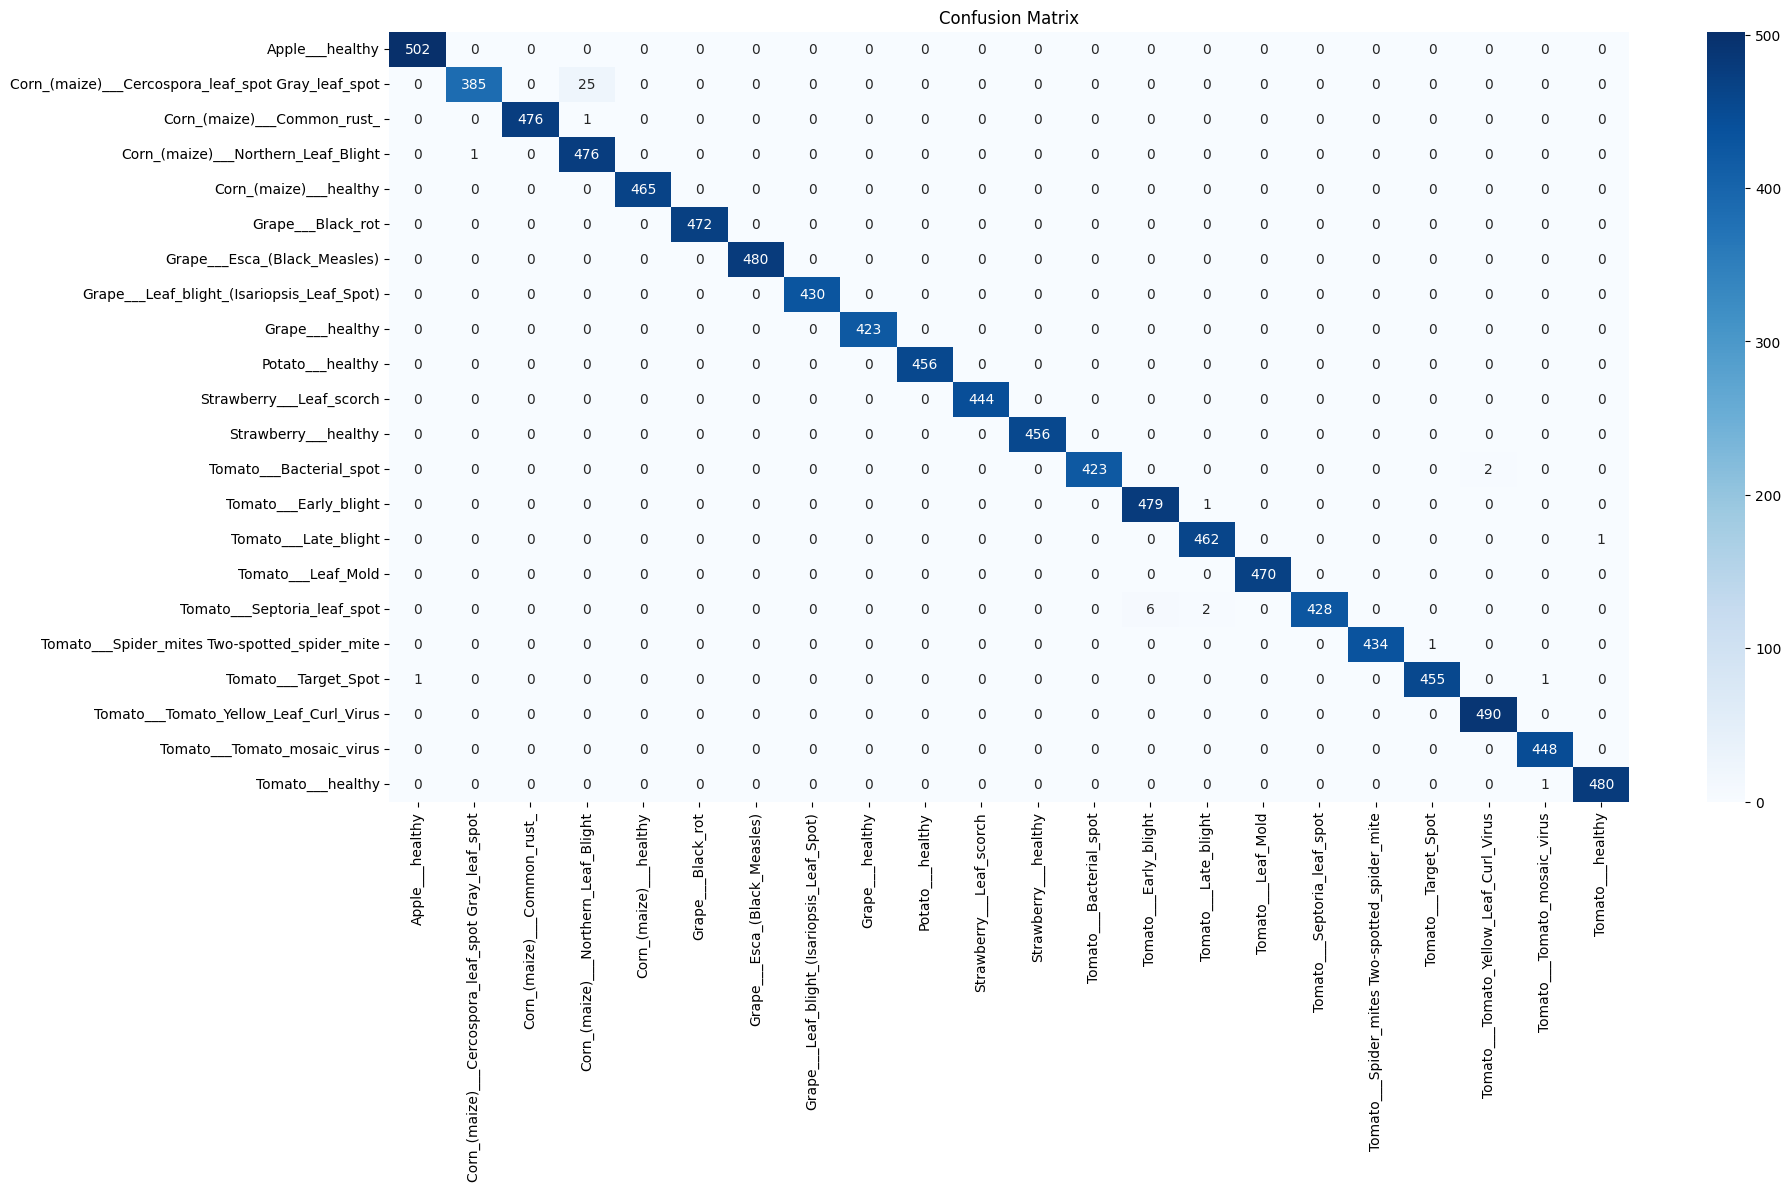 Confusion Matrix
Apple___healthy 502 0 0 0 0 0 0 0 0 0 0 0 0 0 0 0 0 0 0 0 0 0
Corn_(maize)___Cercospora_leaf_spot Gray_leaf_spot 0 385 0 25 0 0 0 0 0 0 0 0 0 0 0 0 0 0 0 0 0 0
Corn_(maize)___Common_rust_ 0 0 476 1 0 0 0 0 0 0 0 0 0 0 0 0 0 0 0 0 0 0
Corn_(maize)___Northern_Leaf_Blight 0 1 0 476 0 0 0 0 0 0 0 0 0 0 0 0 0 0 0 0 0 0
Corn_(maize)___healthy 0 0 0 0 465 0 0 0 0 0 0 0 0 0 0 0 0 0 0 0 0 0
Grape___Black_rot 0 0 0 0 0 472 0 0 0 0 0 0 0 0 0 0 0 0 0 0 0 0
Grape___Esca_(Black_Measles) 0 0 0 0 0 0 480 0 0 0 0 0 0 0 0 0 0 0 0 0 0 0
Grape___Leaf_blight_(Isariopsis_Leaf_Spot) 0 0 0 0 0 0 0 430 0 0 0 0 0 0 0 0 0 0 0 0 0 0
Grape___healthy 0 0 0 0 0 0 0 0 423 0 0 0 0 0 0 0 0 0 0 0 0 0
Potato___healthy 0 0 0 0 0 0 0 0 0 456 0 0 0 0 0 0 0 0 0 0 0 0
Strawberry___Leaf_scorch 0 0 0 0 0 0 0 0 0 0 444 0 0 0 0 0 0 0 0 0 0 0
Strawberry___healthy 0 0 0 0 0 0 0 0 0 0 0 456 0 0 0 0 0 0 0 0 0 0
Tomato___Bacterial_spot 0 0 0 0 0 0 0 0 0 0 0 0 423 0 0 0 0 0 0 2 0 0
Tomato___Early_blight 0 0 0 0 0 0 0 0 0 0 0 0 0 479 1 0 0 0 0 0 0 0
Tomato___Late_blight 0 0 0 0 0 0 0 0 0 0 0 0 0 0 462 0 0 0 0 0 0 1
Tomato___Leaf_Mold 0 0 0 0 0 0 0 0 0 0 0 0 0 0 0 470 0 0 0 0 0 0
Tomato___Septoria_leaf_spot 0 0 0 0 0 0 0 0 0 0 0 0 0 6 2 0 428 0 0 0 0 0
Tomato___Spider_mites Two-spotted_spider_mite 0 0 0 0 0 0 0 0 0 0 0 0 0 0 0 0 0 434 1 0 0 0
Tomato___Target_Spot 1 0 0 0 0 0 0 0 0 0 0 0 0 0 0 0 0 0 455 0 1 0
Tomato___Tomato_Yellow_Leaf_Curl_Virus 0 0 0 0 0 0 0 0 0 0 0 0 0 0 0 0 0 0 0 490 0 0
Tomato___Tomato_mosaic_virus 0 0 0 0 0 0 0 0 0 0 0 0 0 0 0 0 0 0 0 0 448 0
Tomato___healthy 0 0 0 0 0 0 0 0 0 0 0 0 0 0 0 0 0 0 0 0 1 480
Apple___healthy
Corn_(maize)___Cercospora_leaf_spot Gray_leaf_spot
Corn_(maize)___Common_rust_
Corn_(maize)___Northern_Leaf_Blight
Corn_(maize)___healthy
Grape___Black_rot
Grape___Esca_(Black_Measles)
Grape___Leaf_blight_(Isariopsis_Leaf_Spot)
Grape___healthy
Potato___healthy
Strawberry___Leaf_scorch
Strawberry___healthy
Tomato___Bacterial_spot
Tomato___Early_blight
Tomato___Late_blight
Tomato___Leaf_Mold
Tomato___Septoria_leaf_spot
Tomato___Spider_mites Two-spotted_spider_mite
Tomato___Target_Spot
Tomato___Tomato_Yellow_Leaf_Curl_Virus
Tomato___Tomato_mosaic_virus
Tomato___healthy
500
400
300
200
100
0